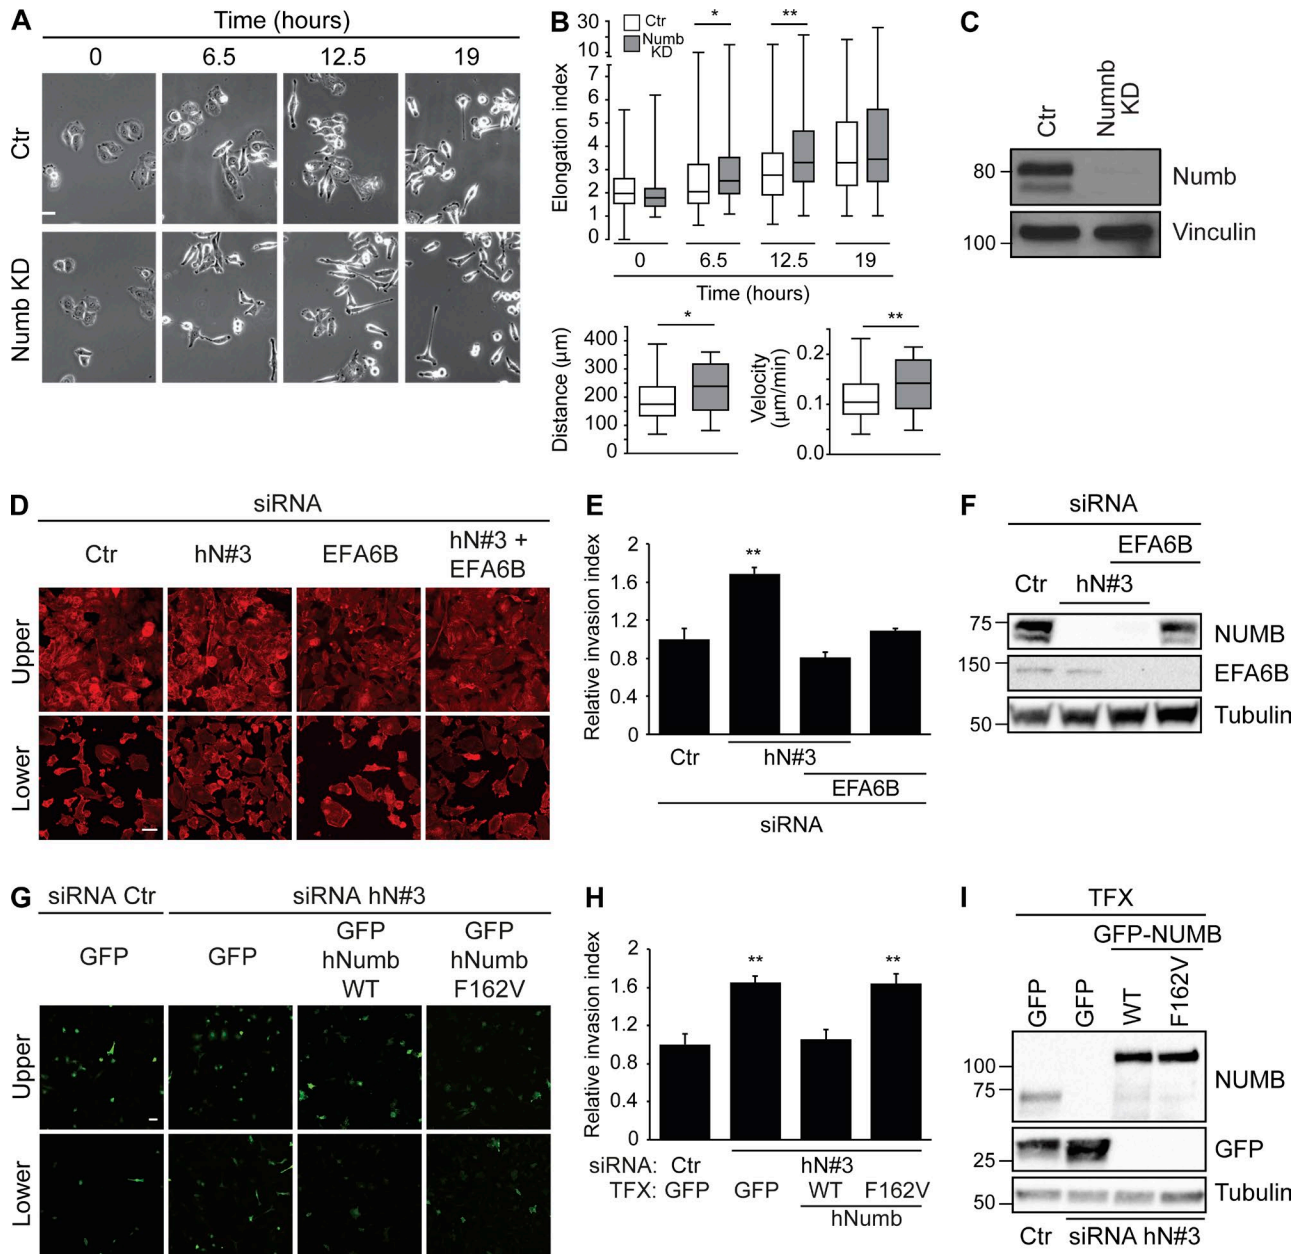 A
Time (hours)
0 6.5 12.5 19
Ctr
Numb KD
B
Ctr
Numb
KD
* **
Elongation index
30
20
10
7
6
5
4
3
2
1
0
0 6.5 12.5 19
Time (hours)
*
Distance (µm)
400
300
200
100
0
**
Velocity
(µm/min)
0.2
0.1
0.0
C
Ctr
Numnb
KD
80
Numb
100
Vinculin
D
siRNA
Ctr hN#3 EFA6B hN#3 +
EFA6B
Upper
Lower
E
Relative invasion index
2
1.6
1.2
0.8
0.4
0
**
Ctr hN#3
EFA6B
siRNA
F
siRNA
EFA6B
Ctr hN#3
75
NUMB
150
EFA6B
50
Tubulin
G
siRNA Ctr siRNA hN#3
GFP GFP GFP
hNumb
WT
GFP
hNumb
F162V
Upper
Lower
H
Relative invasion index
2
1.6
1.2
0.8
0.4
0
** **
siRNA: Ctr hN#3
TFX: GFP GFP WT F162V
hNumb
I
TFX
GFP-NUMB
GFP GFP WT F162V
100
75
NUMB
25
GFP
50
Tubulin
Ctr siRNA hN#3